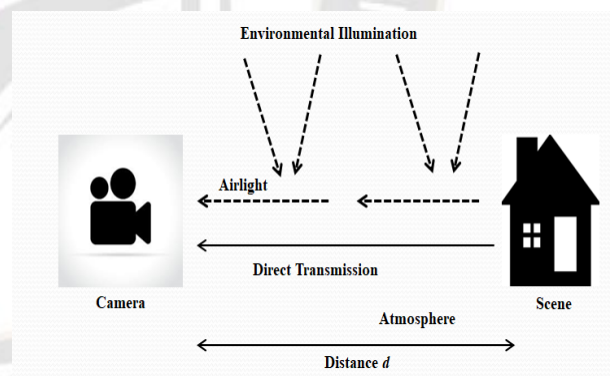 Environmental Illumination
Airlight
Direct Transmission
Camera
Scene
Atmosphere
Distance d